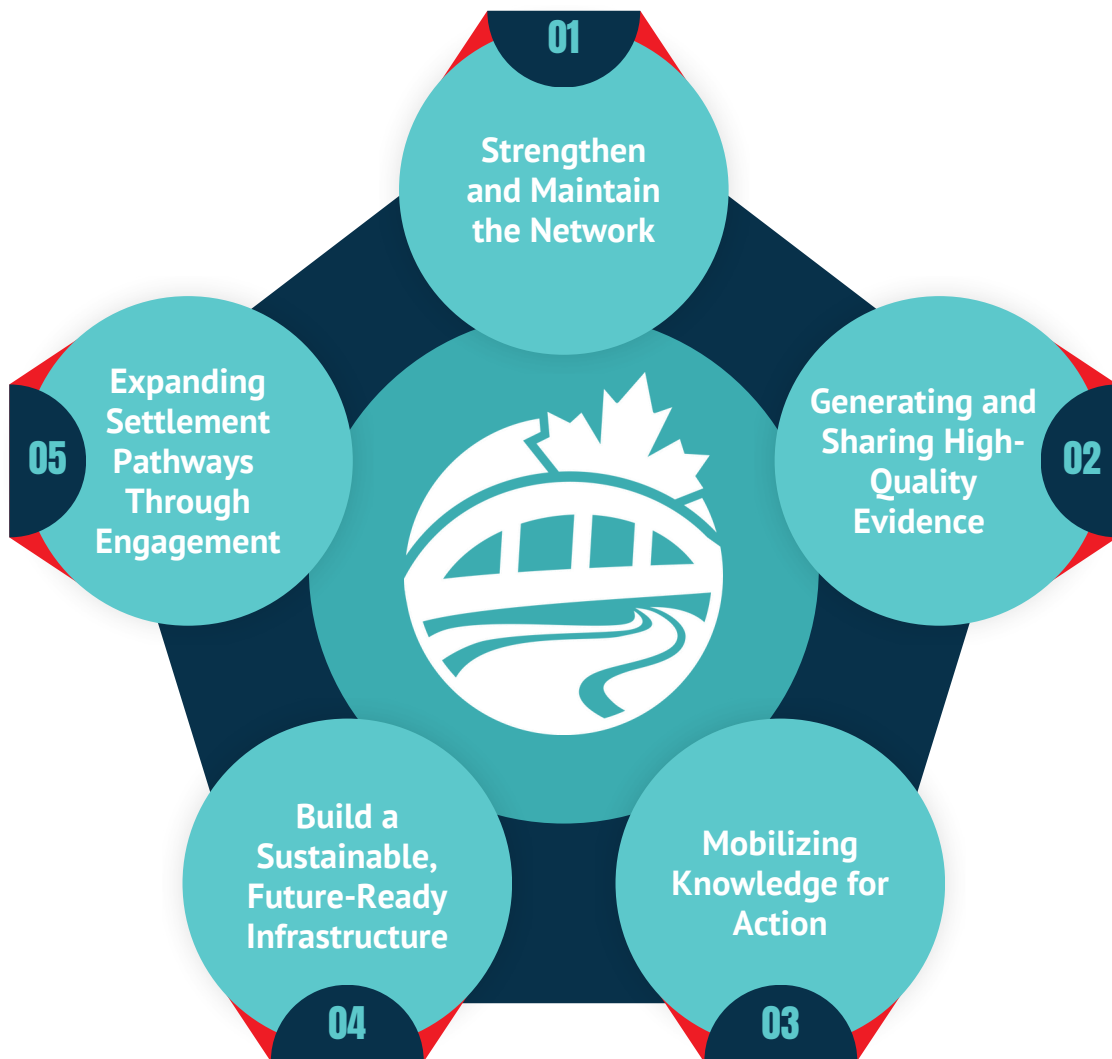 01
Strengthen
and Maintain
the Network
02
Generating and
Sharing High-
Quality
Evidence
03
Mobilizing
Knowledge for
Action
04
Build a
Sustainable,
Future-Ready
Infrastructure
05
Expanding
Settlement
Pathways
Through
Engagement